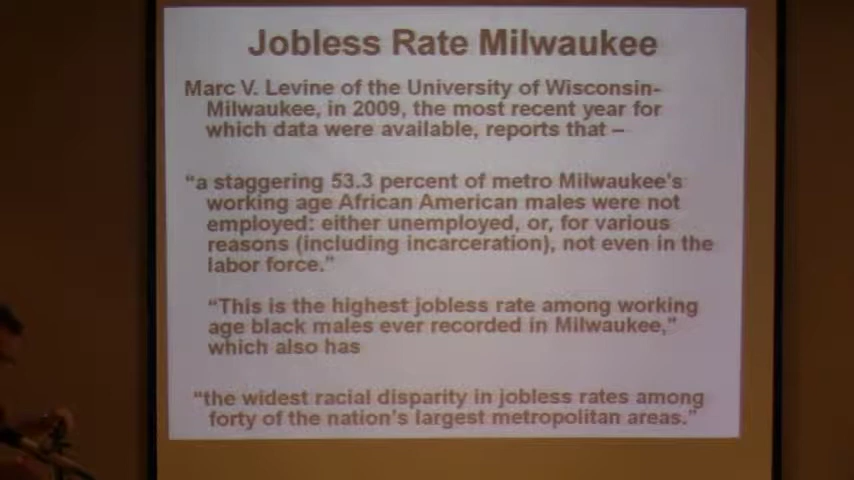 Jobless Rate Milwaukee
Marc V. Levine of the University of Wisconsin-
Milwaukee, in 2009, the most recent year for
which data were available, reports that –
“a staggering 53.3 percent of metro Milwaukee's
working age African American males were not
employed: either unemployed, or, for various
reasons (including incarceration), not even in the
labor force.”
“This is the highest jobless rate among working
age black males ever recorded in Milwaukee,”
which also has
“the widest racial disparity in jobless rates among
forty of the nation's largest metropolitan areas.”